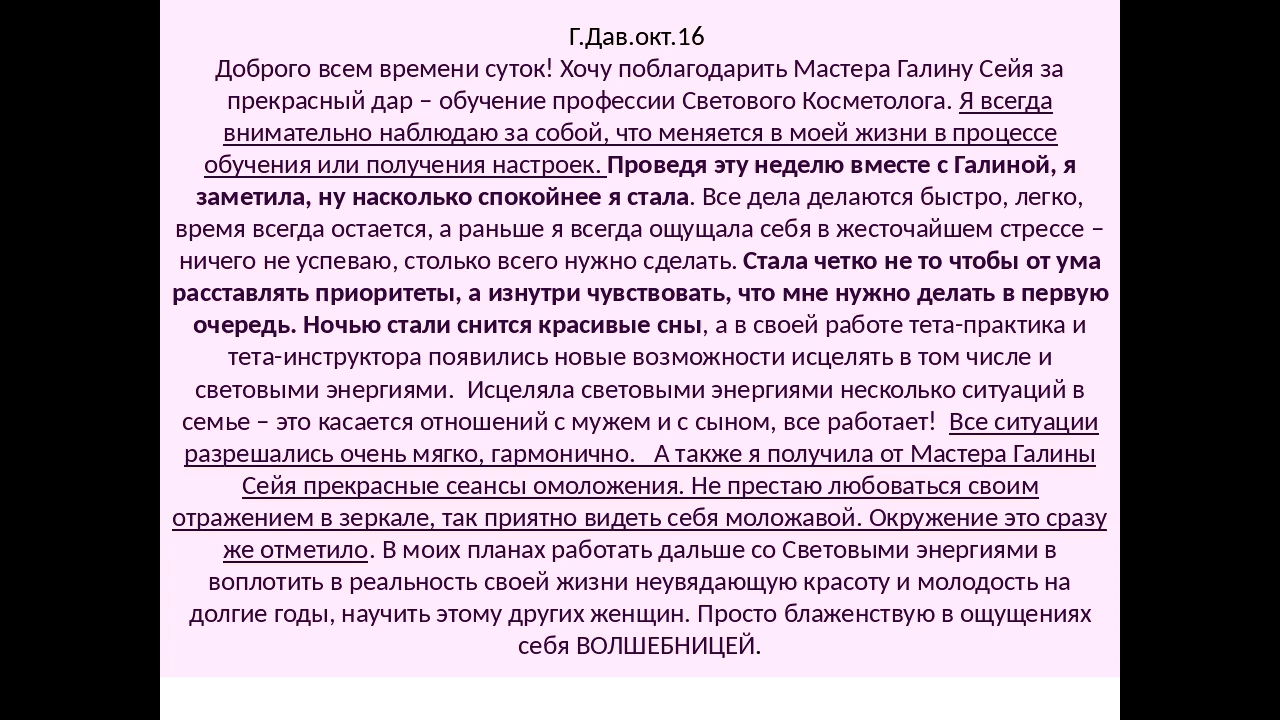 Г.Дав.окт.16
Доброго всем времени суток! Хочу поблагодарить Мастера Галину Сейя за
прекрасный дар – обучение профессии Светового Косметолога. Я всегда
внимательно наблюдаю за собой, что меняется в моей жизни в процессе
обучения или получения настроек. Проведя эту неделю вместе с Галиной, я
заметила, ну насколько спокойнее я стала. Все дела делаются быстро, легко,
время всегда остается, а раньше я всегда ощущала себя в жесточайшем стрессе –
ничего не успеваю, столько всего нужно сделать. Стала четко не то чтобы от ума
расставлять приоритеты, а изнутри чувствовать, что мне нужно делать в первую
очередь. Ночью стали снится красивые сны, а в своей работе тета-практика и
тета-инструктора появились новые возможности исцелять в том числе и
световыми энергиями.  Исцеляла световыми энергиями несколько ситуаций в
семье – это касается отношений с мужем и с сыном, все работает!  Все ситуации
разрешались очень мягко, гармонично.   А также я получила от Мастера Галины
Сейя прекрасные сеансы омоложения. Не престаю любоваться своим
отражением в зеркале, так приятно видеть себя моложавой. Окружение это сразу
же отметило. В моих планах работать дальше со Световыми энергиями в
воплотить в реальность своей жизни неувядающую красоту и молодость на
долгие годы, научить этому других женщин. Просто блаженствую в ощущениях
себя ВОЛШЕБНИЦЕЙ.